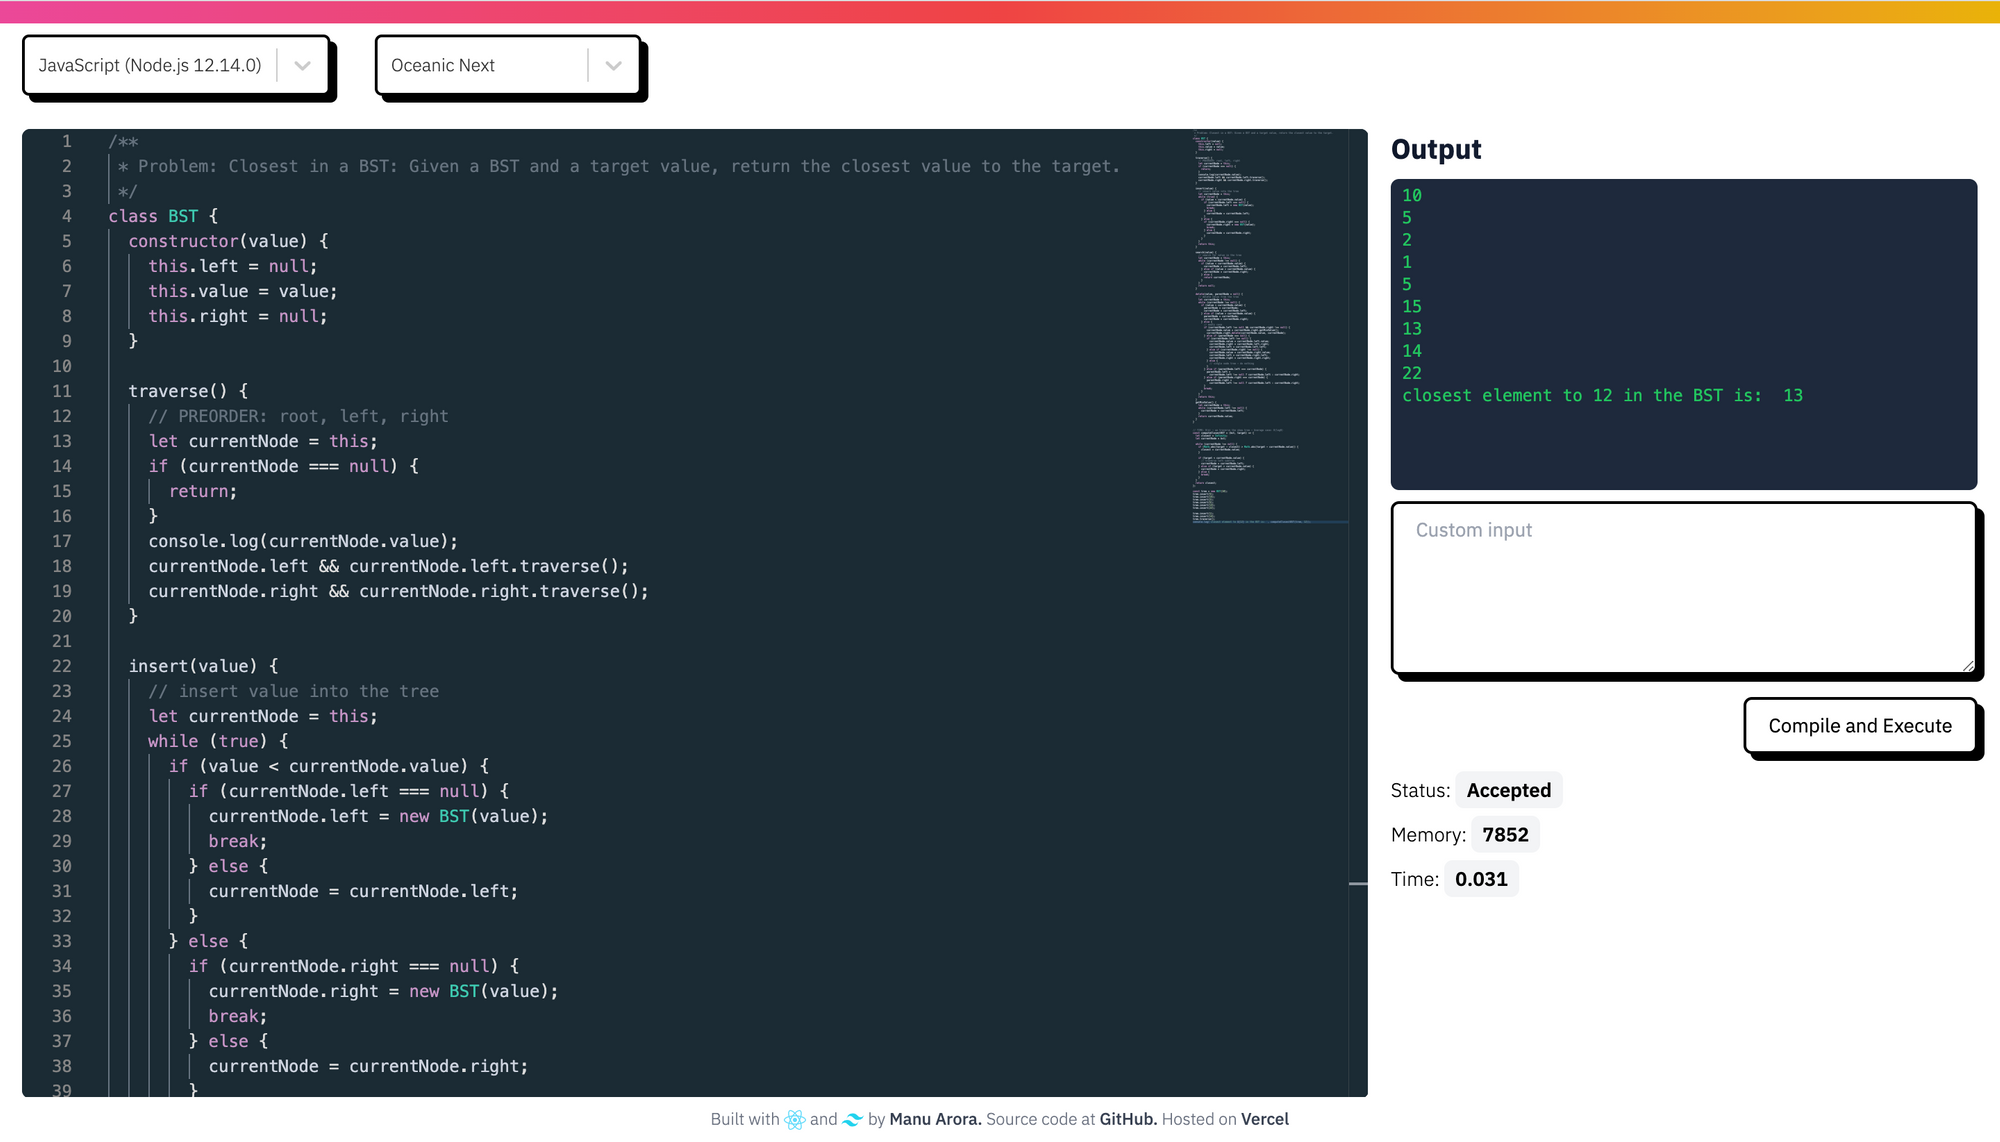 JavaScript (Node.js 12.14.0)
Oceanic Next
1 /**
2 * Problem: Closest in a BST: Given a BST and a target value, return the closest value to the target.
3 */
4 class BST {
5 constructor(value) {
6 this.left = null;
7 this.value = value;
8 this.right = null;
9 }
10
11 traverse() {
12 // PREORDER: root, left, right
13 let currentNode = this;
14 if (currentNode === null) {
15 return;
16 }
17 console.log(currentNode.value);
18 currentNode.left && currentNode.left.traverse();
19 currentNode.right && currentNode.right.traverse();
20 }
21
22 insert(value) {
23 // insert value into the tree
24 let currentNode = this;
25 while (true) {
26 if (value < currentNode.value) {
27 if (currentNode.left === null) {
28 currentNode.left = new BST(value);
29 break;
30 } else {
31 currentNode = currentNode.left;
32 }
33 } else {
34 if (currentNode.right === null) {
35 currentNode.right = new BST(value);
36 break;
37 } else {
38 currentNode = currentNode.right;
39 }
Output
10
5
2
1
5
15
13
14
22
closest element to 12 in the BST is:  13
Custom input
Compile and Execute
Status: Accepted
Memory: 7852
Time: 0.031
Built with and by Manu Arora. Source code at GitHub. Hosted on Vercel